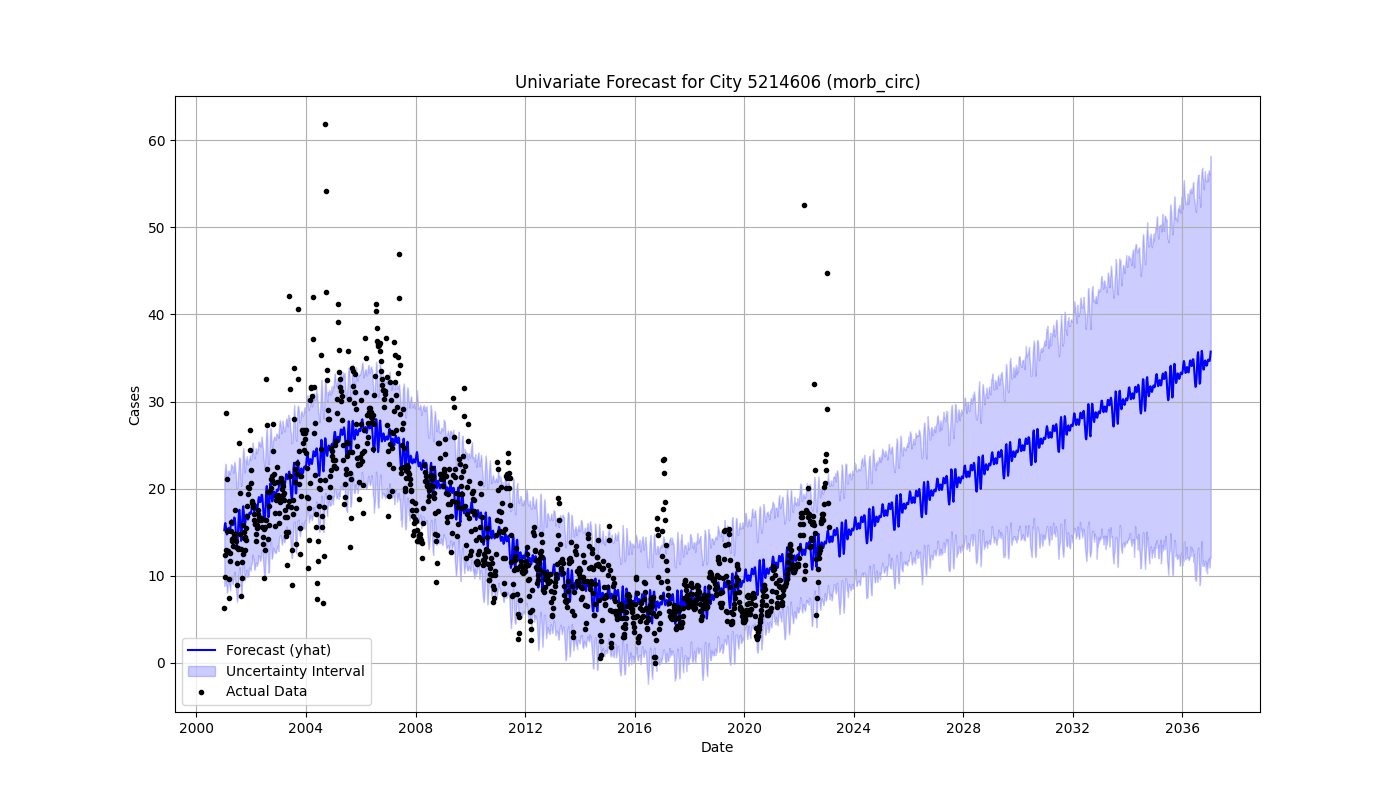 Univariate Forecast for City 5214606 (morb_circ)
Cases
60
50
40
30
20
10
0
Forecast (yhat)
Uncertainty Interval
Actual Data
2000 2004 2008 2012 2016 2020 2024 2028 2032 2036
Date